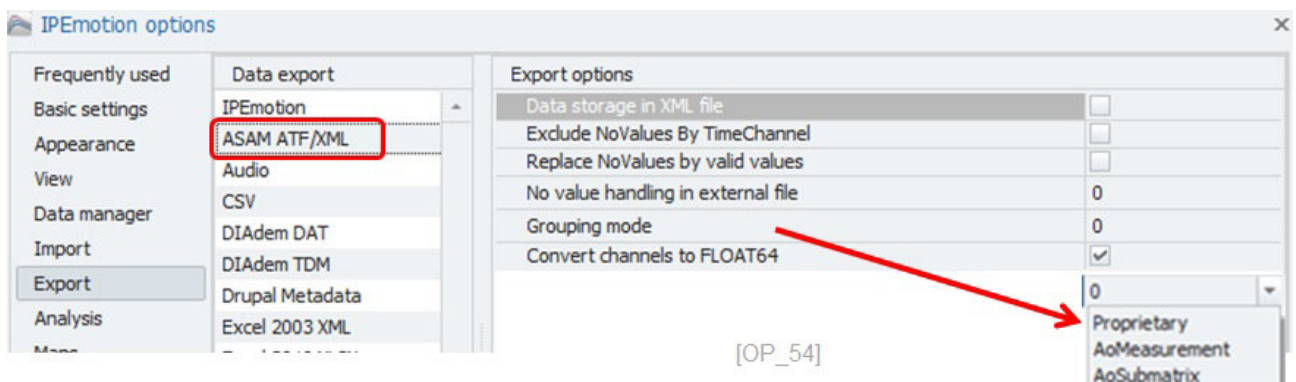 IPEmotion options
Frequently used
Basic settings
Appearance
View
Data manager
Import
Export
Analysis
Maps
Data export
IPEmotion
ASAM ATF/XML
Audio
CSV
DIAdem DAT
DIAdem TDM
Drupal Metadata
Excel 2003 XML
Export options
Data storage in XML file
Exclude NoValues By TimeChannel
Replace NoValues by valid values
No value handling in external file 0
Grouping mode 0
Convert channels to FLOAT64
0
Proprietary
AoMeasurement
AoSubmatrix
[OP_54]